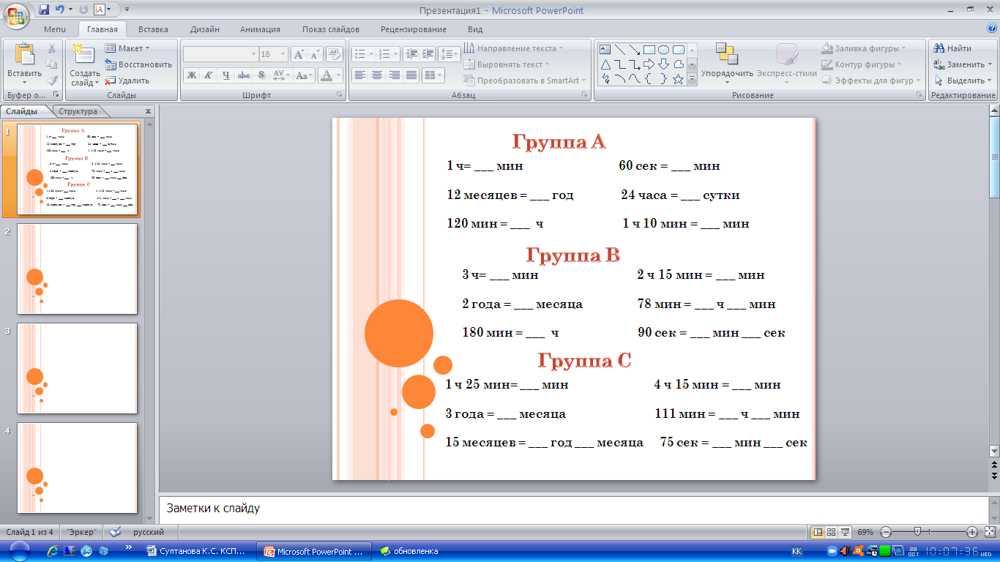 Презентация1 - Microsoft PowerPoint
Menu Главная Вставка Дизайн Анимация Показ слайдов Рецензирование Вид
Вставить
Буфер о...
Создать слайд
Макет
Восстановить
Удалить
Слайды
18
Ж К Ч abc S AV Aa A
Шрифт
Направление текста
Выровнять текст
Преобразовать в SmartArt
Абзац
Упорядочить
Экспресс-стили
Заливка фигуры
Контур фигуры
Эффекты для фигур
Рисование
Найти
Заменить
Выделить
Редактирование
Слайды Структура
1
2
3
4
Группа А
1 ч= ___ мин 60 сек = ___ мин
12 месяцев = ___ год 24 часа = ___ сутки
120 мин = ___ ч 1 ч 10 мин = ___ мин
Группа В
3 ч= ___ мин 2 ч 15 мин = ___ мин
2 года = ___ месяца 78 мин = ___ ч ___ мин
180 мин = ___ ч 90 сек = ___ мин ___ сек
Группа С
1 ч 25 мин= ___ мин 4 ч 15 мин = ___ мин
3 года = ___ месяца 111 мин = ___ ч ___ мин
15 месяцев = ___ год ___ месяца 75 сек = ___ мин ___ сек
Заметки к слайду
Слайд 1 из 4 "Эркер" русский 69%
Султанова К.С. КСП... Microsoft PowerPoint ... обновленка KK 28 ОСТ 10:07:36 WED